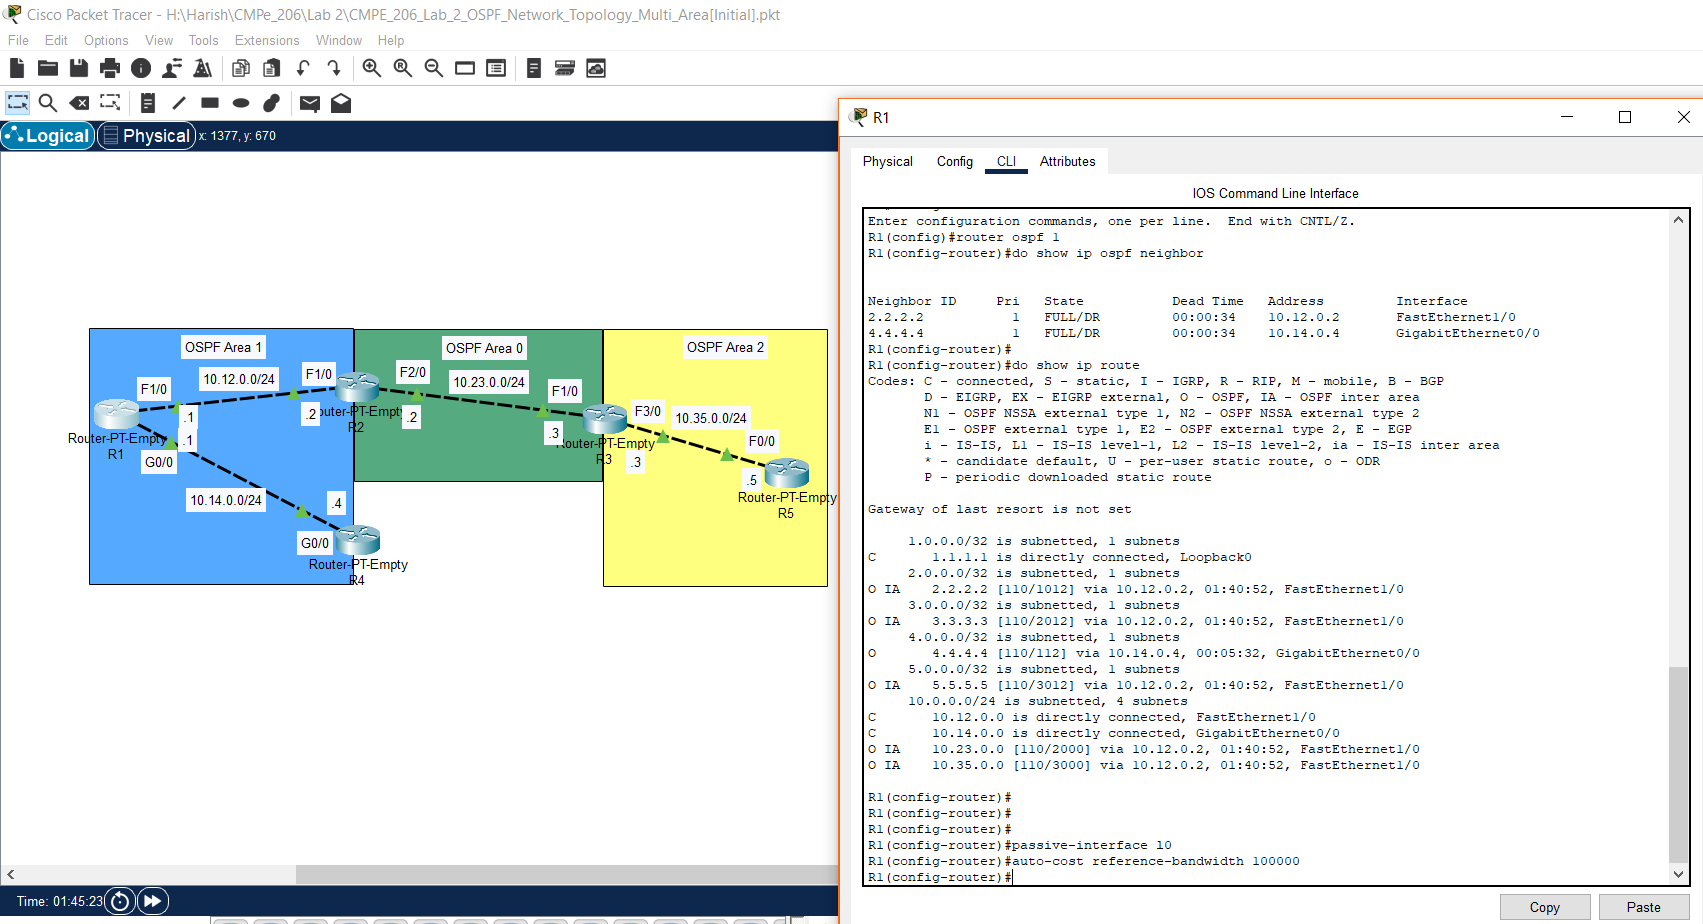 Cisco Packet Tracer - H:\Harish\CMPe_206\Lab 2\CMPE_206_Lab_2_OSPF_Network_Topology_Multi_Area[Initial].pkt
File Edit Options View Tools Extensions Window Help
Logical Physical x: 1377, y: 670
OSPF Area 1
F1/0
10.12.0.0/24
F1/0
.1
.2
Router-PT-Empty
R1
.1
G0/0
10.14.0.0/24
.4
G0/0
Router-PT-Empty
R4
OSPF Area 0
F2/0
10.23.0.0/24
F1/0
outer-PT-Empty
R2
.2
.3
OSPF Area 2
F3/0
10.35.0.0/24
F0/0
Router-PT-Empty
R3
.3
.5
Router-PT-Empty
R5
Time: 01:45:23
R1
Physical Config CLI Attributes
IOS Command Line Interface
Enter configuration commands, one per line.  End with CNTL/Z.
R1(config)#router ospf 1
R1(config-router)#do show ip ospf neighbor
Neighbor ID     Pri   State           Dead Time   Address         Interface
2.2.2.2           1   FULL/DR         00:00:34    10.12.0.2       FastEthernet1/0
4.4.4.4           1   FULL/DR         00:00:34    10.14.0.4       GigabitEthernet0/0
R1(config-router)#
R1(config-router)#do show ip route
Codes: C - connected, S - static, I - IGRP, R - RIP, M - mobile, B - BGP
       D - EIGRP, EX - EIGRP external, O - OSPF, IA - OSPF inter area
       N1 - OSPF NSSA external type 1, N2 - OSPF NSSA external type 2
       E1 - OSPF external type 1, E2 - OSPF external type 2, E - EGP
       i - IS-IS, L1 - IS-IS level-1, L2 - IS-IS level-2, ia - IS-IS inter area
       * - candidate default, U - per-user static route, o - ODR
       P - periodic downloaded static route
Gateway of last resort is not set
     1.0.0.0/32 is subnetted, 1 subnets
C       1.1.1.1 is directly connected, Loopback0
     2.0.0.0/32 is subnetted, 1 subnets
O IA    2.2.2.2 [110/1012] via 10.12.0.2, 01:40:52, FastEthernet1/0
     3.0.0.0/32 is subnetted, 1 subnets
O IA    3.3.3.3 [110/2012] via 10.12.0.2, 01:40:52, FastEthernet1/0
     4.0.0.0/32 is subnetted, 1 subnets
O       4.4.4.4 [110/112] via 10.14.0.4, 00:05:32, GigabitEthernet0/0
     5.0.0.0/32 is subnetted, 1 subnets
O IA    5.5.5.5 [110/3012] via 10.12.0.2, 01:40:52, FastEthernet1/0
     10.0.0.0/24 is subnetted, 4 subnets
C       10.12.0.0 is directly connected, FastEthernet1/0
C       10.14.0.0 is directly connected, GigabitEthernet0/0
O IA    10.23.0.0 [110/2000] via 10.12.0.2, 01:40:52, FastEthernet1/0
O IA    10.35.0.0 [110/3000] via 10.12.0.2, 01:40:52, FastEthernet1/0
R1(config-router)#
R1(config-router)#
R1(config-router)#
R1(config-router)#passive-interface l0
R1(config-router)#auto-cost reference-bandwidth 100000
R1(config-router)#
Copy Paste